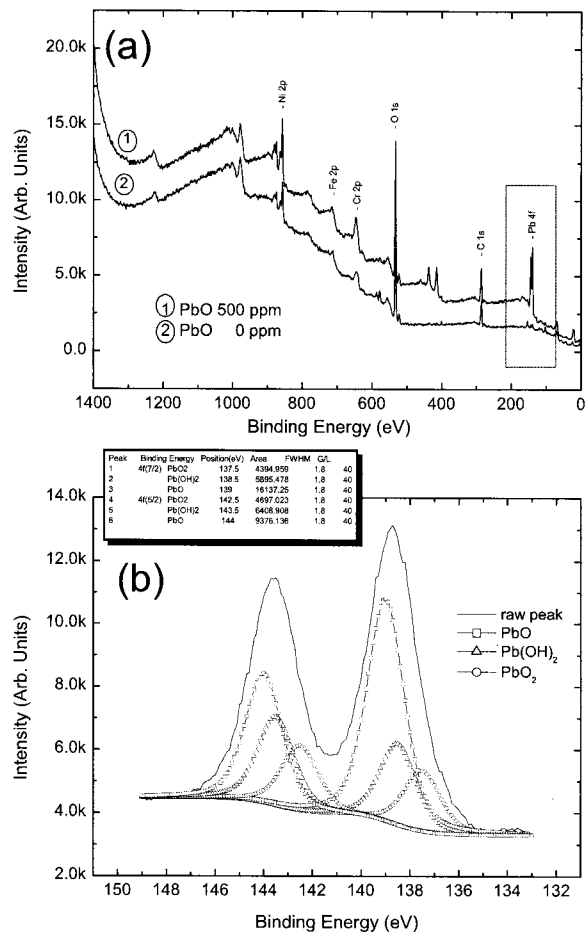 (a)
20.0k
15.0k
10.0k
5.0k
0.0
Intensity (Arb. Units)
1
2
- Ni 2p
- Fe 2p
- Cr 2p
- O 1s
- C 1s
- Pb 4f
1 PbO 500 ppm
2 PbO 0 ppm
1400 1200 1000 800 600 400 200 0
Binding Energy (eV)
Peak Binding Energy Position(eV) Area FWHM G/L
1 4f(7/2) PbO2 137.5 4394.959 1.8 40
2 Pb(OH)2 138.5 5895.478 1.8 40
3 PbO 139 16137.25 1.8 40
4 4f(5/2) PbO2 142.5 4697.023 1.8 40
5 Pb(OH)2 143.5 6408.908 1.8 40
6 PbO 144 9376.136 1.8 40
(b)
14.0k
12.0k
10.0k
8.0k
6.0k
4.0k
2.0k
Intensity (Arb. Units)
raw peak
PbO
Pb(OH)2
PbO2
150 148 146 144 142 140 138 136 134 132
Binding Energy (eV)